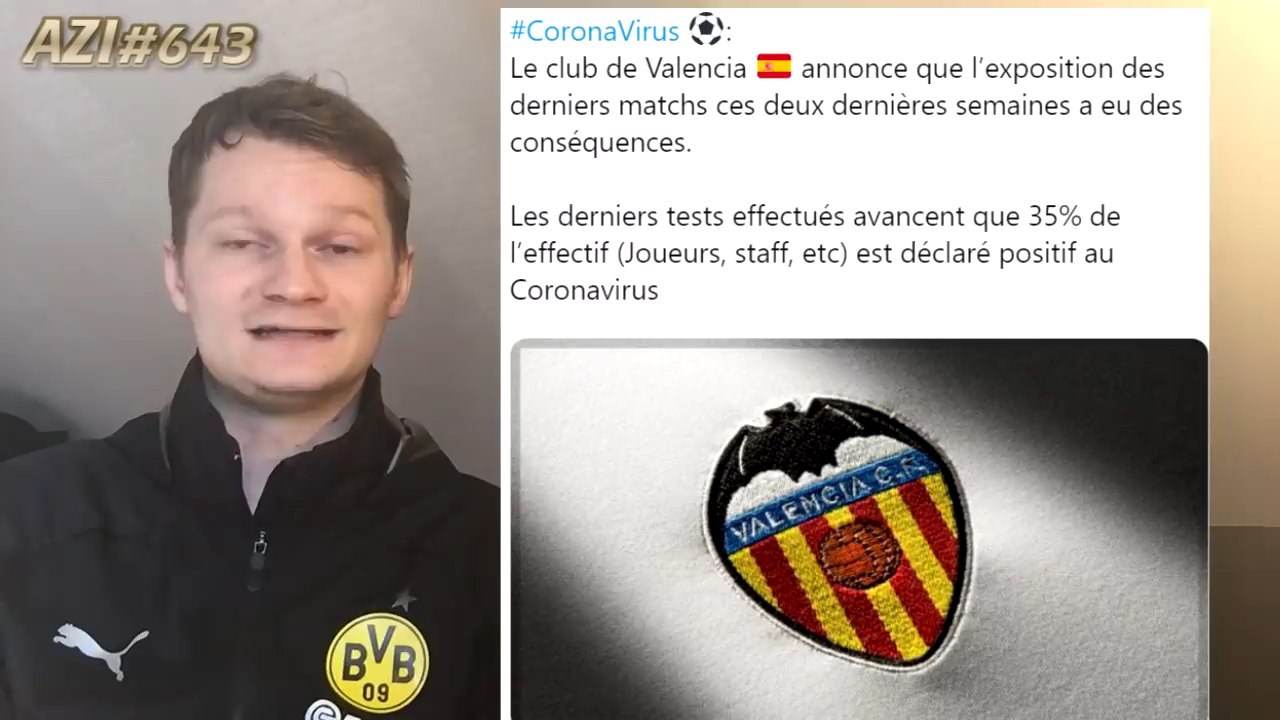 AZI#643
#CoronaVirus ⚽:
Le club de Valencia 🇪🇸 annonce que l’exposition des
derniers matchs ces deux dernières semaines a eu des
conséquences.
Les derniers tests effectués avancent que 35% de
l’effectif (Joueurs, staff, etc) est déclaré positif au
Coronavirus
VALENCIA C.F.
BVB
09